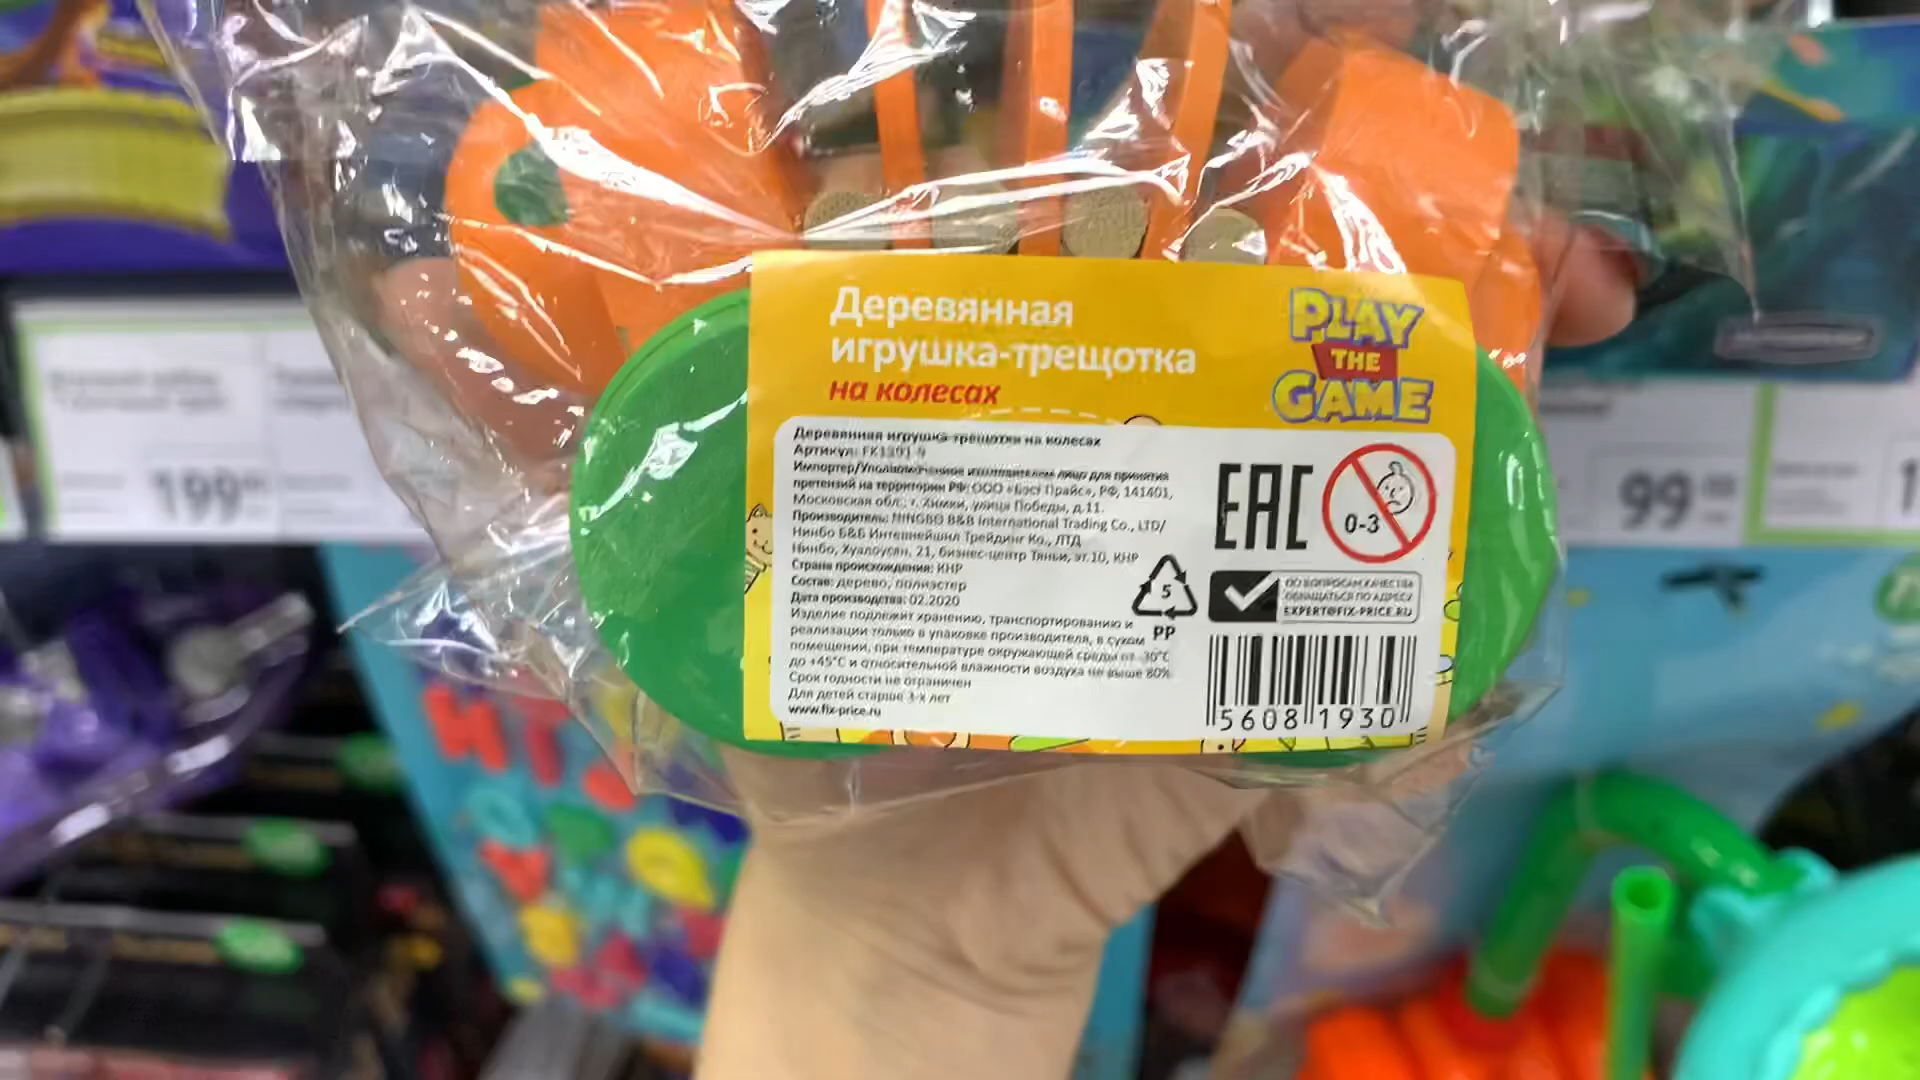 Деревянная
игрушка-трещотка
на колесах
PLAY
THE
GAME
Деревянная игрушка-трещотка на колесах
Артикул:
Импортер/Уполномоченное изготовителем лицо для принятия
претензий на территории РФ: ООО «Бэст Прайс», РФ, 141401,
Московская обл., г. Химки, улица Победы, д.11.
Производитель: NINGBO B&B International Trading Co., LTD/
Нинбо Б&Б Интернейшнл Трейдинг Ко., ЛТД
Нинбо, Хуалоусян, 21, бизнес-центр Тяньи, эт.10, КНР
Страна происхождения: КНР
Состав: дерево, полиэстер
Дата производства: 02.2020
Изделие подлежит хранению, транспортированию и
реализации только в упаковке производителя, в сухом
помещении, при температуре окружающей среды от -30°C
до +45°C и относительной влажности воздуха не выше 80%
Срок годности не ограничен
Для детей старше 3-х лет
www.fix-price.ru
EAC
0-3
5
PP
ПО ВОПРОСАМ КАЧЕСТВА
ОБРАЩАТЬСЯ ПО АДРЕСУ
EXPERT@FIX-PRICE.RU
5608 1930
199
99